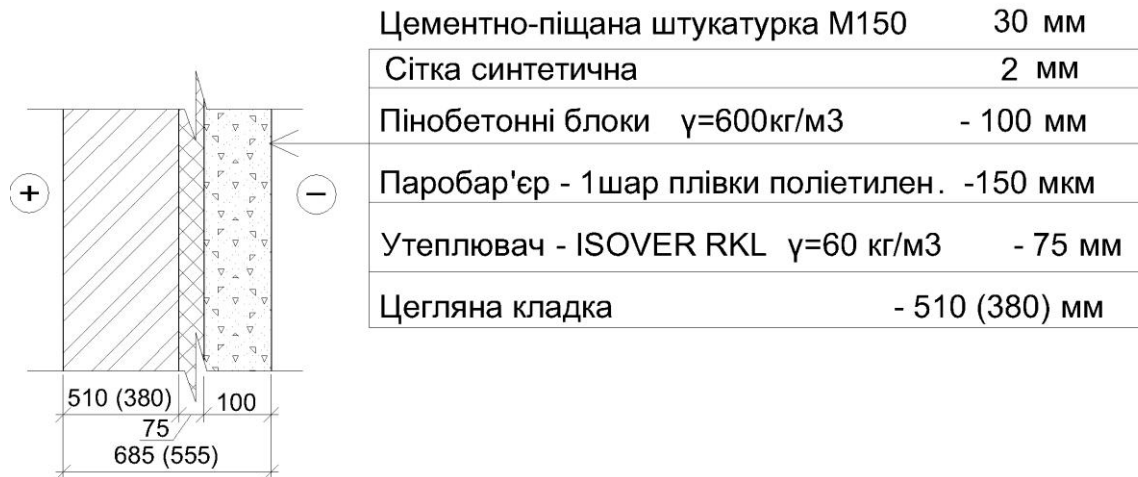 Цементно-піщана штукатурка М150 30 мм
Сітка синтетична 2 мм
Пінобетонні блоки γ=600кг/м3 - 100 мм
Паробар'єр - 1шар плівки поліетилен. -150 мкм
Утеплювач - ISOVER RKL γ=60 кг/м3 - 75 мм
Цегляна кладка - 510 (380) мм
+
−
510 (380) 100
75
685 (555)